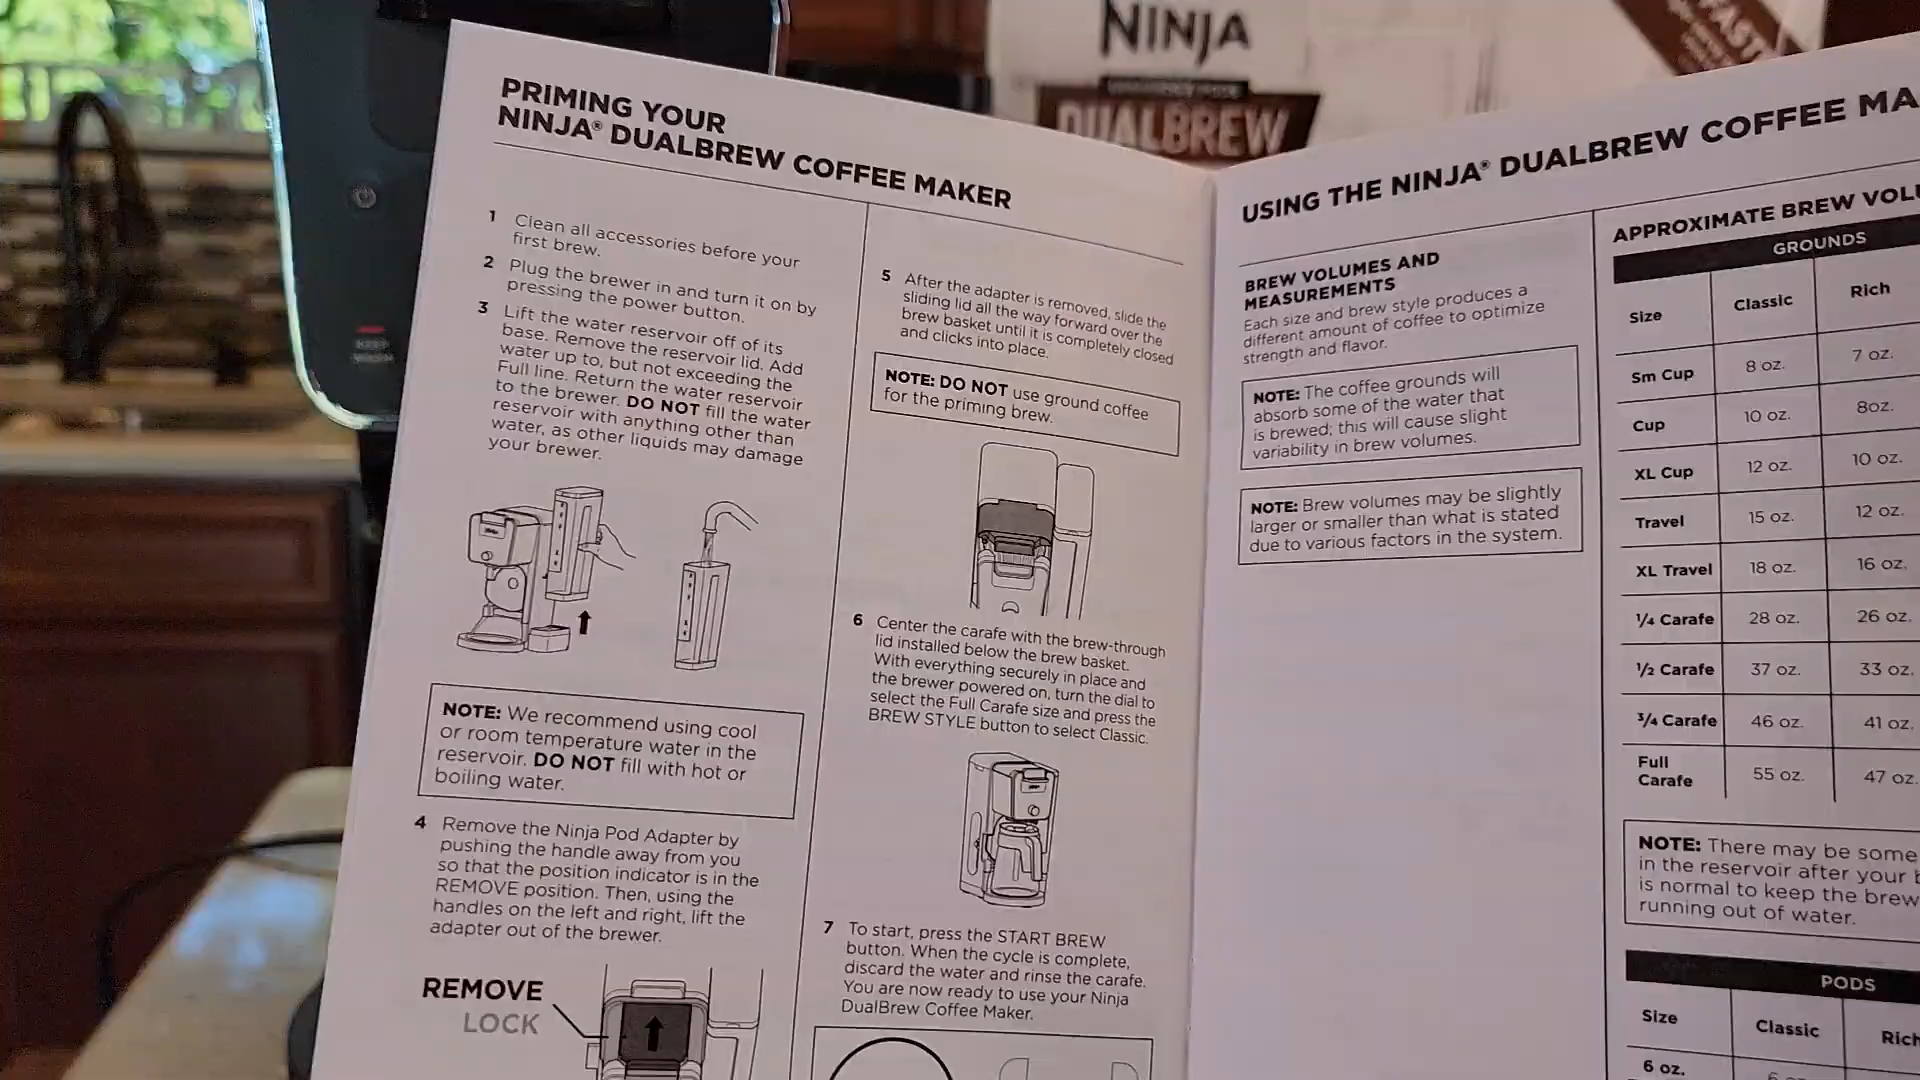 NINJA
DUALBREW
FAST
KEEP
WARM
PRIMING YOUR
NINJA® DUALBREW COFFEE MAKER
1 Clean all accessories before your
first brew.
2 Plug the brewer in and turn it on by
pressing the power button.
3 Lift the water reservoir off of its
base. Remove the reservoir lid. Add
water up to, but not exceeding the
Full line. Return the water reservoir
to the brewer. DO NOT fill the water
reservoir with anything other than
water, as other liquids may damage
your brewer.
NOTE: We recommend using cool
or room temperature water in the
reservoir. DO NOT fill with hot or
boiling water.
4 Remove the Ninja Pod Adapter by
pushing the handle away from you
so that the position indicator is in the
REMOVE position. Then, using the
handles on the left and right, lift the
adapter out of the brewer.
REMOVE
LOCK
5 After the adapter is removed, slide the
sliding lid all the way forward over the
brew basket until it is completely closed
and clicks into place.
NOTE: DO NOT use ground coffee
for the priming brew.
6 Center the carafe with the brew-through
lid installed below the brew basket.
With everything securely in place and
the brewer powered on, turn the dial to
select the Full Carafe size and press the
BREW STYLE button to select Classic.
7 To start, press the START BREW
button. When the cycle is complete,
discard the water and rinse the carafe.
You are now ready to use your Ninja
DualBrew Coffee Maker.
USING THE NINJA® DUALBREW COFFEE MA
BREW VOLUMES AND
MEASUREMENTS
Each size and brew style produces a
different amount of coffee to optimize
strength and flavor.
NOTE: The coffee grounds will
absorb some of the water that
is brewed; this will cause slight
variability in brew volumes.
NOTE: Brew volumes may be slightly
larger or smaller than what is stated
due to various factors in the system.
APPROXIMATE BREW VOLU
GROUNDS
Size Classic Rich
Sm Cup 8 oz. 7 oz.
Cup 10 oz. 8oz.
XL Cup 12 oz. 10 oz.
Travel 15 oz. 12 oz.
XL Travel 18 oz. 16 oz.
1/4 Carafe 28 oz. 26 oz.
1/2 Carafe 37 oz. 33 oz.
3/4 Carafe 46 oz. 41 oz.
Full
Carafe 55 oz. 47 oz.
NOTE: There may be some
in the reservoir after your b
is normal to keep the brew
running out of water.
PODS
Size Classic Rich
6 oz.